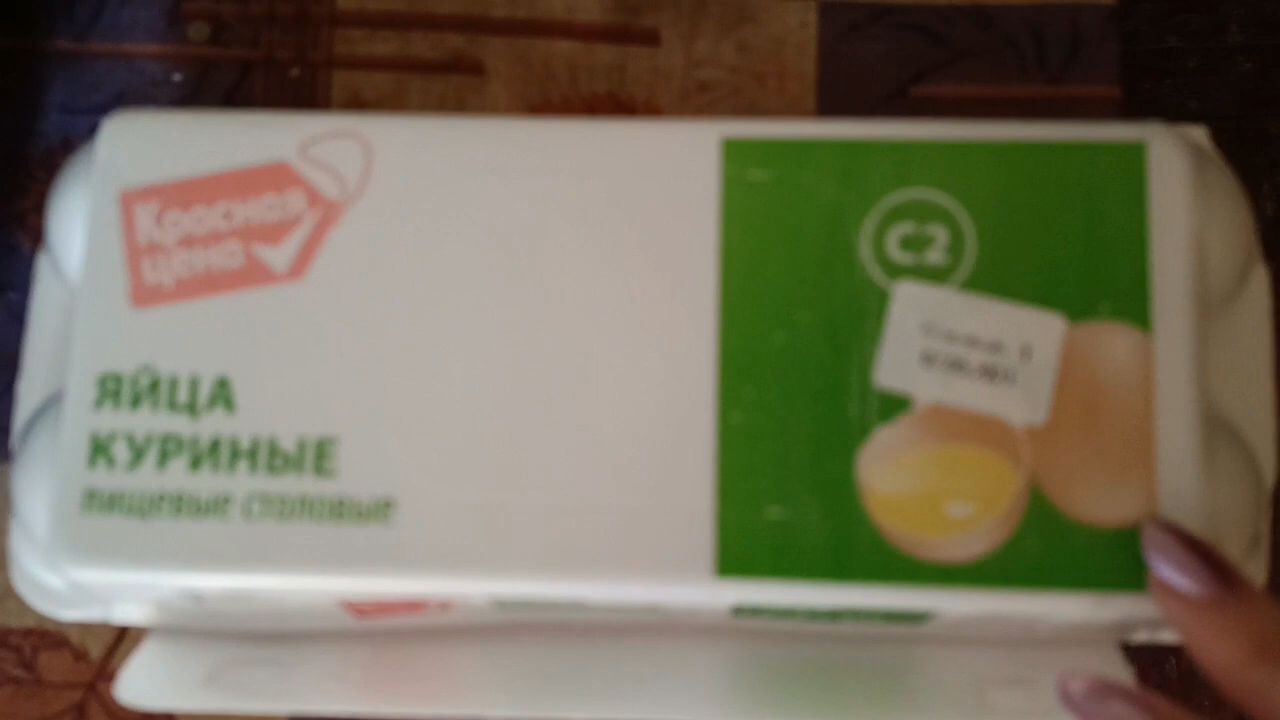 Красная
цена
С2
ЯЙЦА
КУРИНЫЕ
пищевые столовые